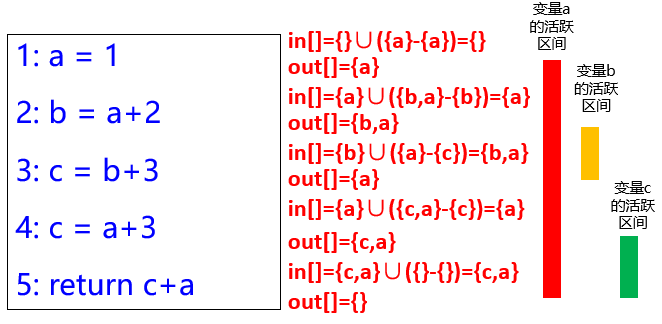 1: a = 1
2: b = a+2
3: c = b+3
4: c = a+3
5: return c+a
in[]={}∪({a}-{a})={}
out[]={a}
in[]={a}∪({b,a}-{b})={a}
out[]={b,a}
in[]={b}∪({a}-{c})={b,a}
out[]={a}
in[]={a}∪({c,a}-{c})={a}
out[]={c,a}
in[]={c,a}∪({}-{})={c,a}
out[]={}
变量a
的活跃
区间
变量b
的活跃
区间
变量c
的活跃
区间